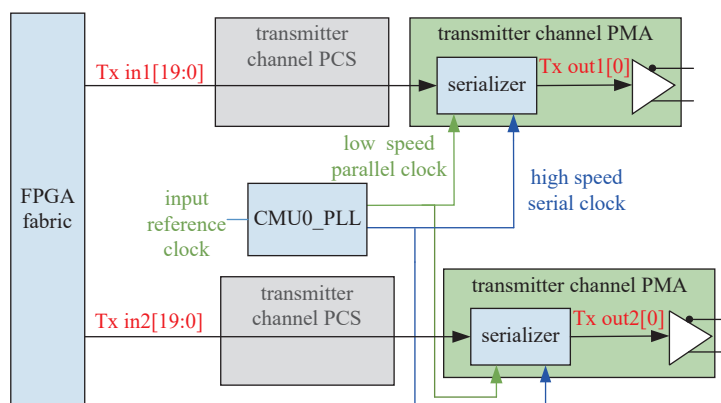 transmitter
channel PCS
transmitter channel PMA
Tx in1[19:0]
serializer
Tx out1[0]
low speed
parallel clock
high speed
serial clock
FPGA
fabric
input
reference
clock
CMU0_PLL
transmitter
channel PCS
transmitter channel PMA
Tx in2[19:0]
serializer
Tx out2[0]